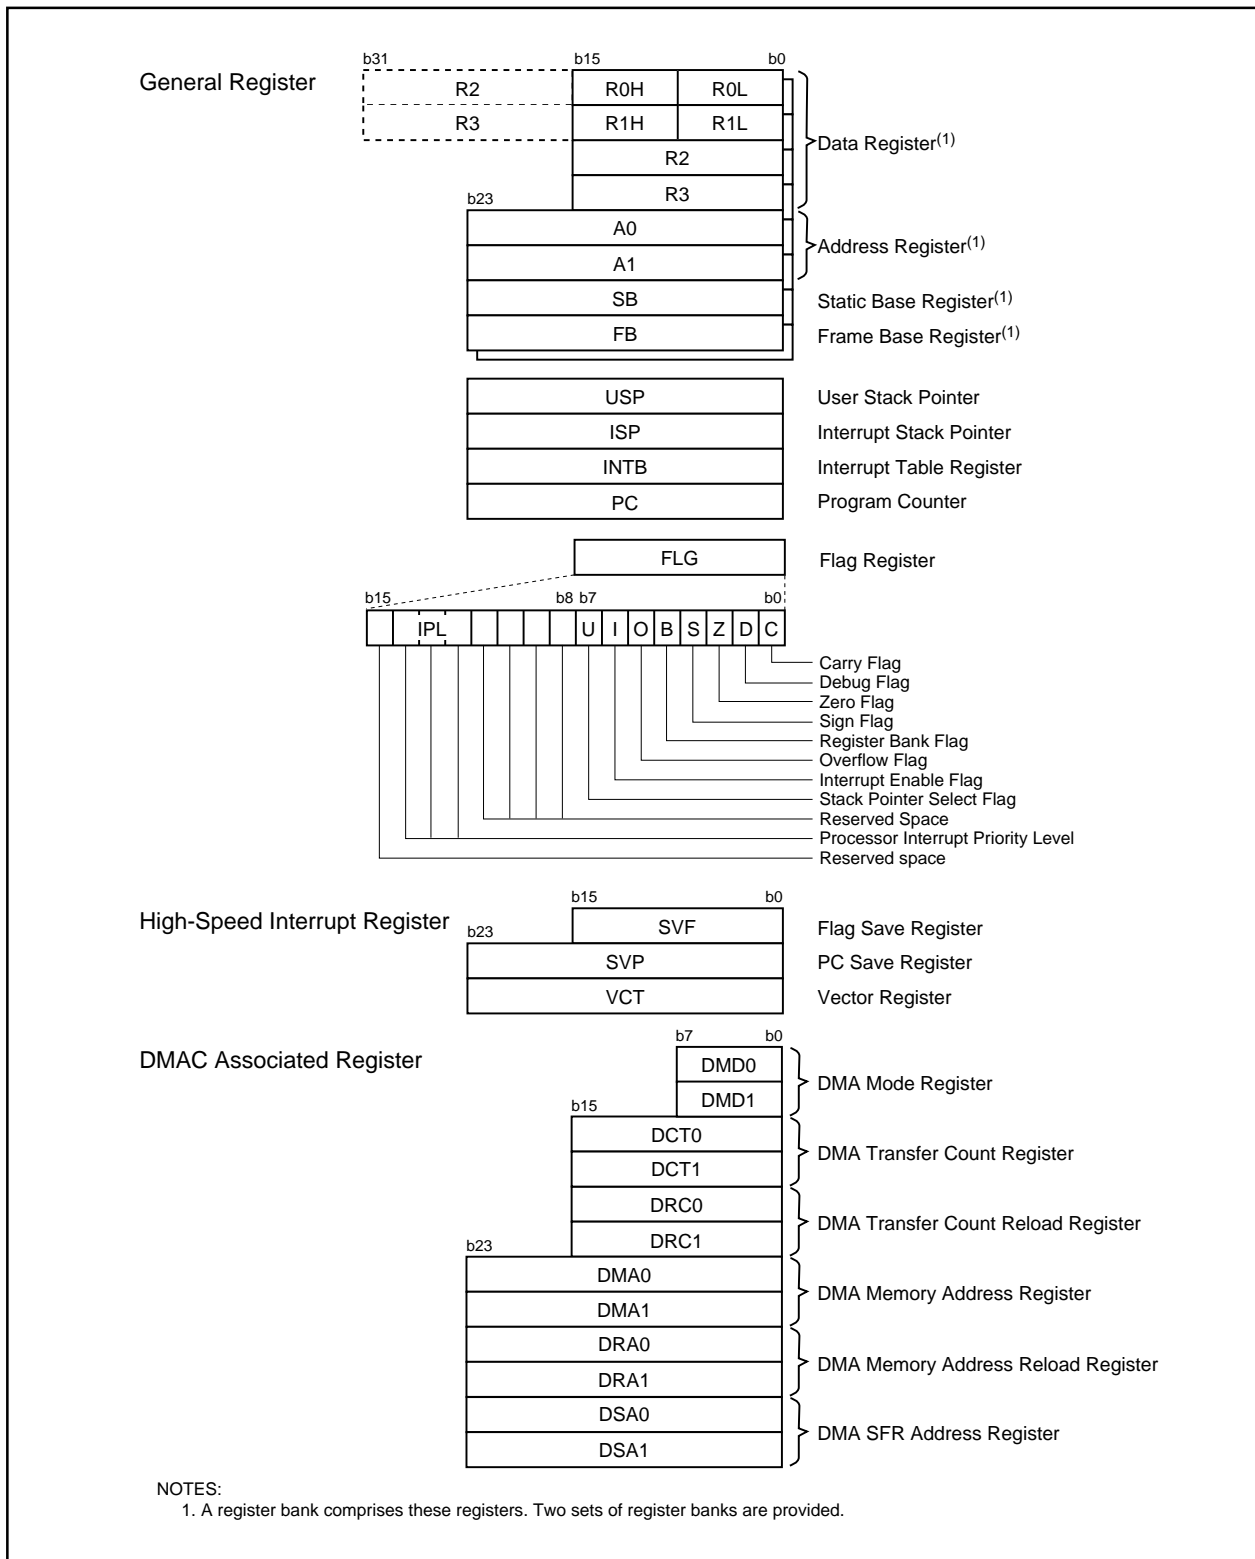 b31 b15 b0
General Register
R2 R0H R0L
R3 R1H R1L
Data Register(1)
R2
R3
b23
A0
Address Register(1)
A1
SB Static Base Register(1)
FB Frame Base Register(1)
USP User Stack Pointer
ISP Interrupt Stack Pointer
INTB Interrupt Table Register
PC Program Counter
FLG Flag Register
b15 b8 b7 b0
IPL U I O B S Z D C
Carry Flag
Debug Flag
Zero Flag
Sign Flag
Register Bank Flag
Overflow Flag
Interrupt Enable Flag
Stack Pointer Select Flag
Reserved Space
Processor Interrupt Priority Level
Reserved space
b15 b0
High-Speed Interrupt Register
SVF Flag Save Register
b23
SVP PC Save Register
VCT Vector Register
b7 b0
DMAC Associated Register
DMD0
DMA Mode Register
DMD1
b15
DCT0
DMA Transfer Count Register
DCT1
DRC0
DMA Transfer Count Reload Register
DRC1
b23
DMA0
DMA Memory Address Register
DMA1
DRA0
DMA Memory Address Reload Register
DRA1
DSA0
DMA SFR Address Register
DSA1
NOTES:
1. A register bank comprises these registers. Two sets of register banks are provided.